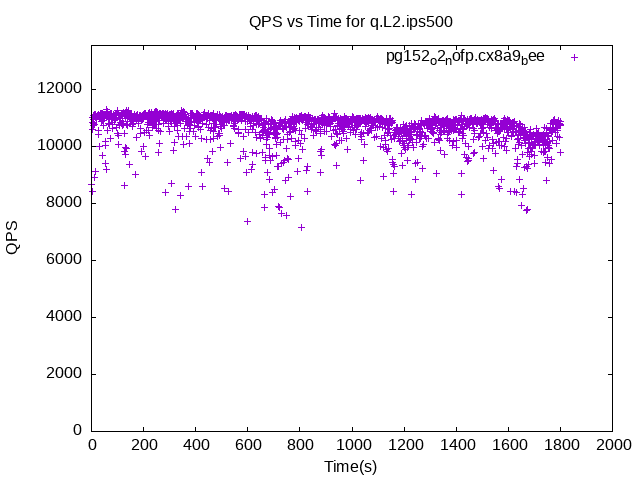 QPS vs Time for q.L2.ips500
pg152ₒ2ₙofp.cx8a9_bee
12000
10000
8000
6000
4000
2000
0
QPS
0 200 400 600 800 1000 1200 1400 1600 1800 2000
Time(s)